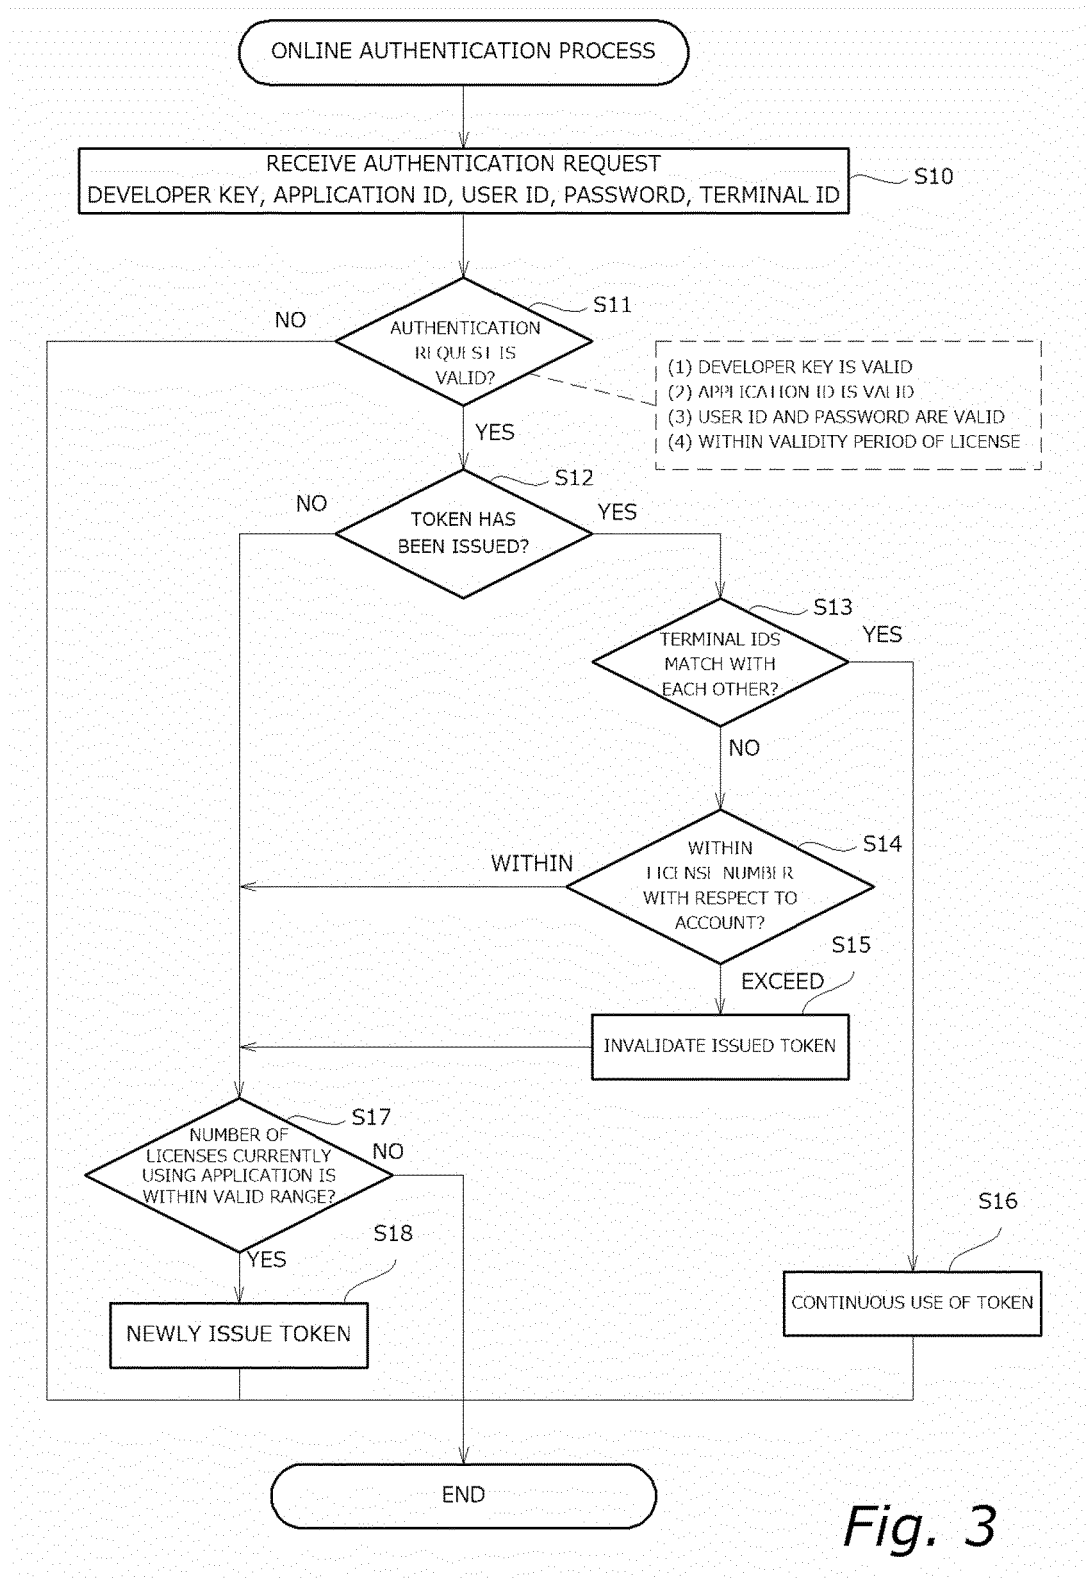 ONLINE AUTHENTICATION PROCESS
RECEIVE AUTHENTICATION REQUEST
DEVELOPER KEY, APPLICATION ID, USER ID, PASSWORD, TERMINAL ID
S10
S11
NO
AUTHENTICATION
REQUEST IS
VALID?
(1) DEVELOPER KEY IS VALID
(2) APPLICATION ID IS VALID
(3) USER ID AND PASSWORD ARE VALID
(4) WITHIN VALIDITY PERIOD OF LICENSE
YES
S12
NO
YES
TOKEN HAS
BEEN ISSUED?
S13
YES
TERMINAL IDS
MATCH WITH
EACH OTHER?
NO
S14
WITHIN
WITHIN
LICENSE NUMBER
WITH RESPECT TO
ACCOUNT?
S15
EXCEED
INVALIDATE ISSUED TOKEN
S17
NO
NUMBER OF
LICENSES CURRENTLY
USING APPLICATION IS
WITHIN VALID RANGE?
S16
S18
YES
CONTINUOUS USE OF TOKEN
NEWLY ISSUE TOKEN
END
Fig. 3